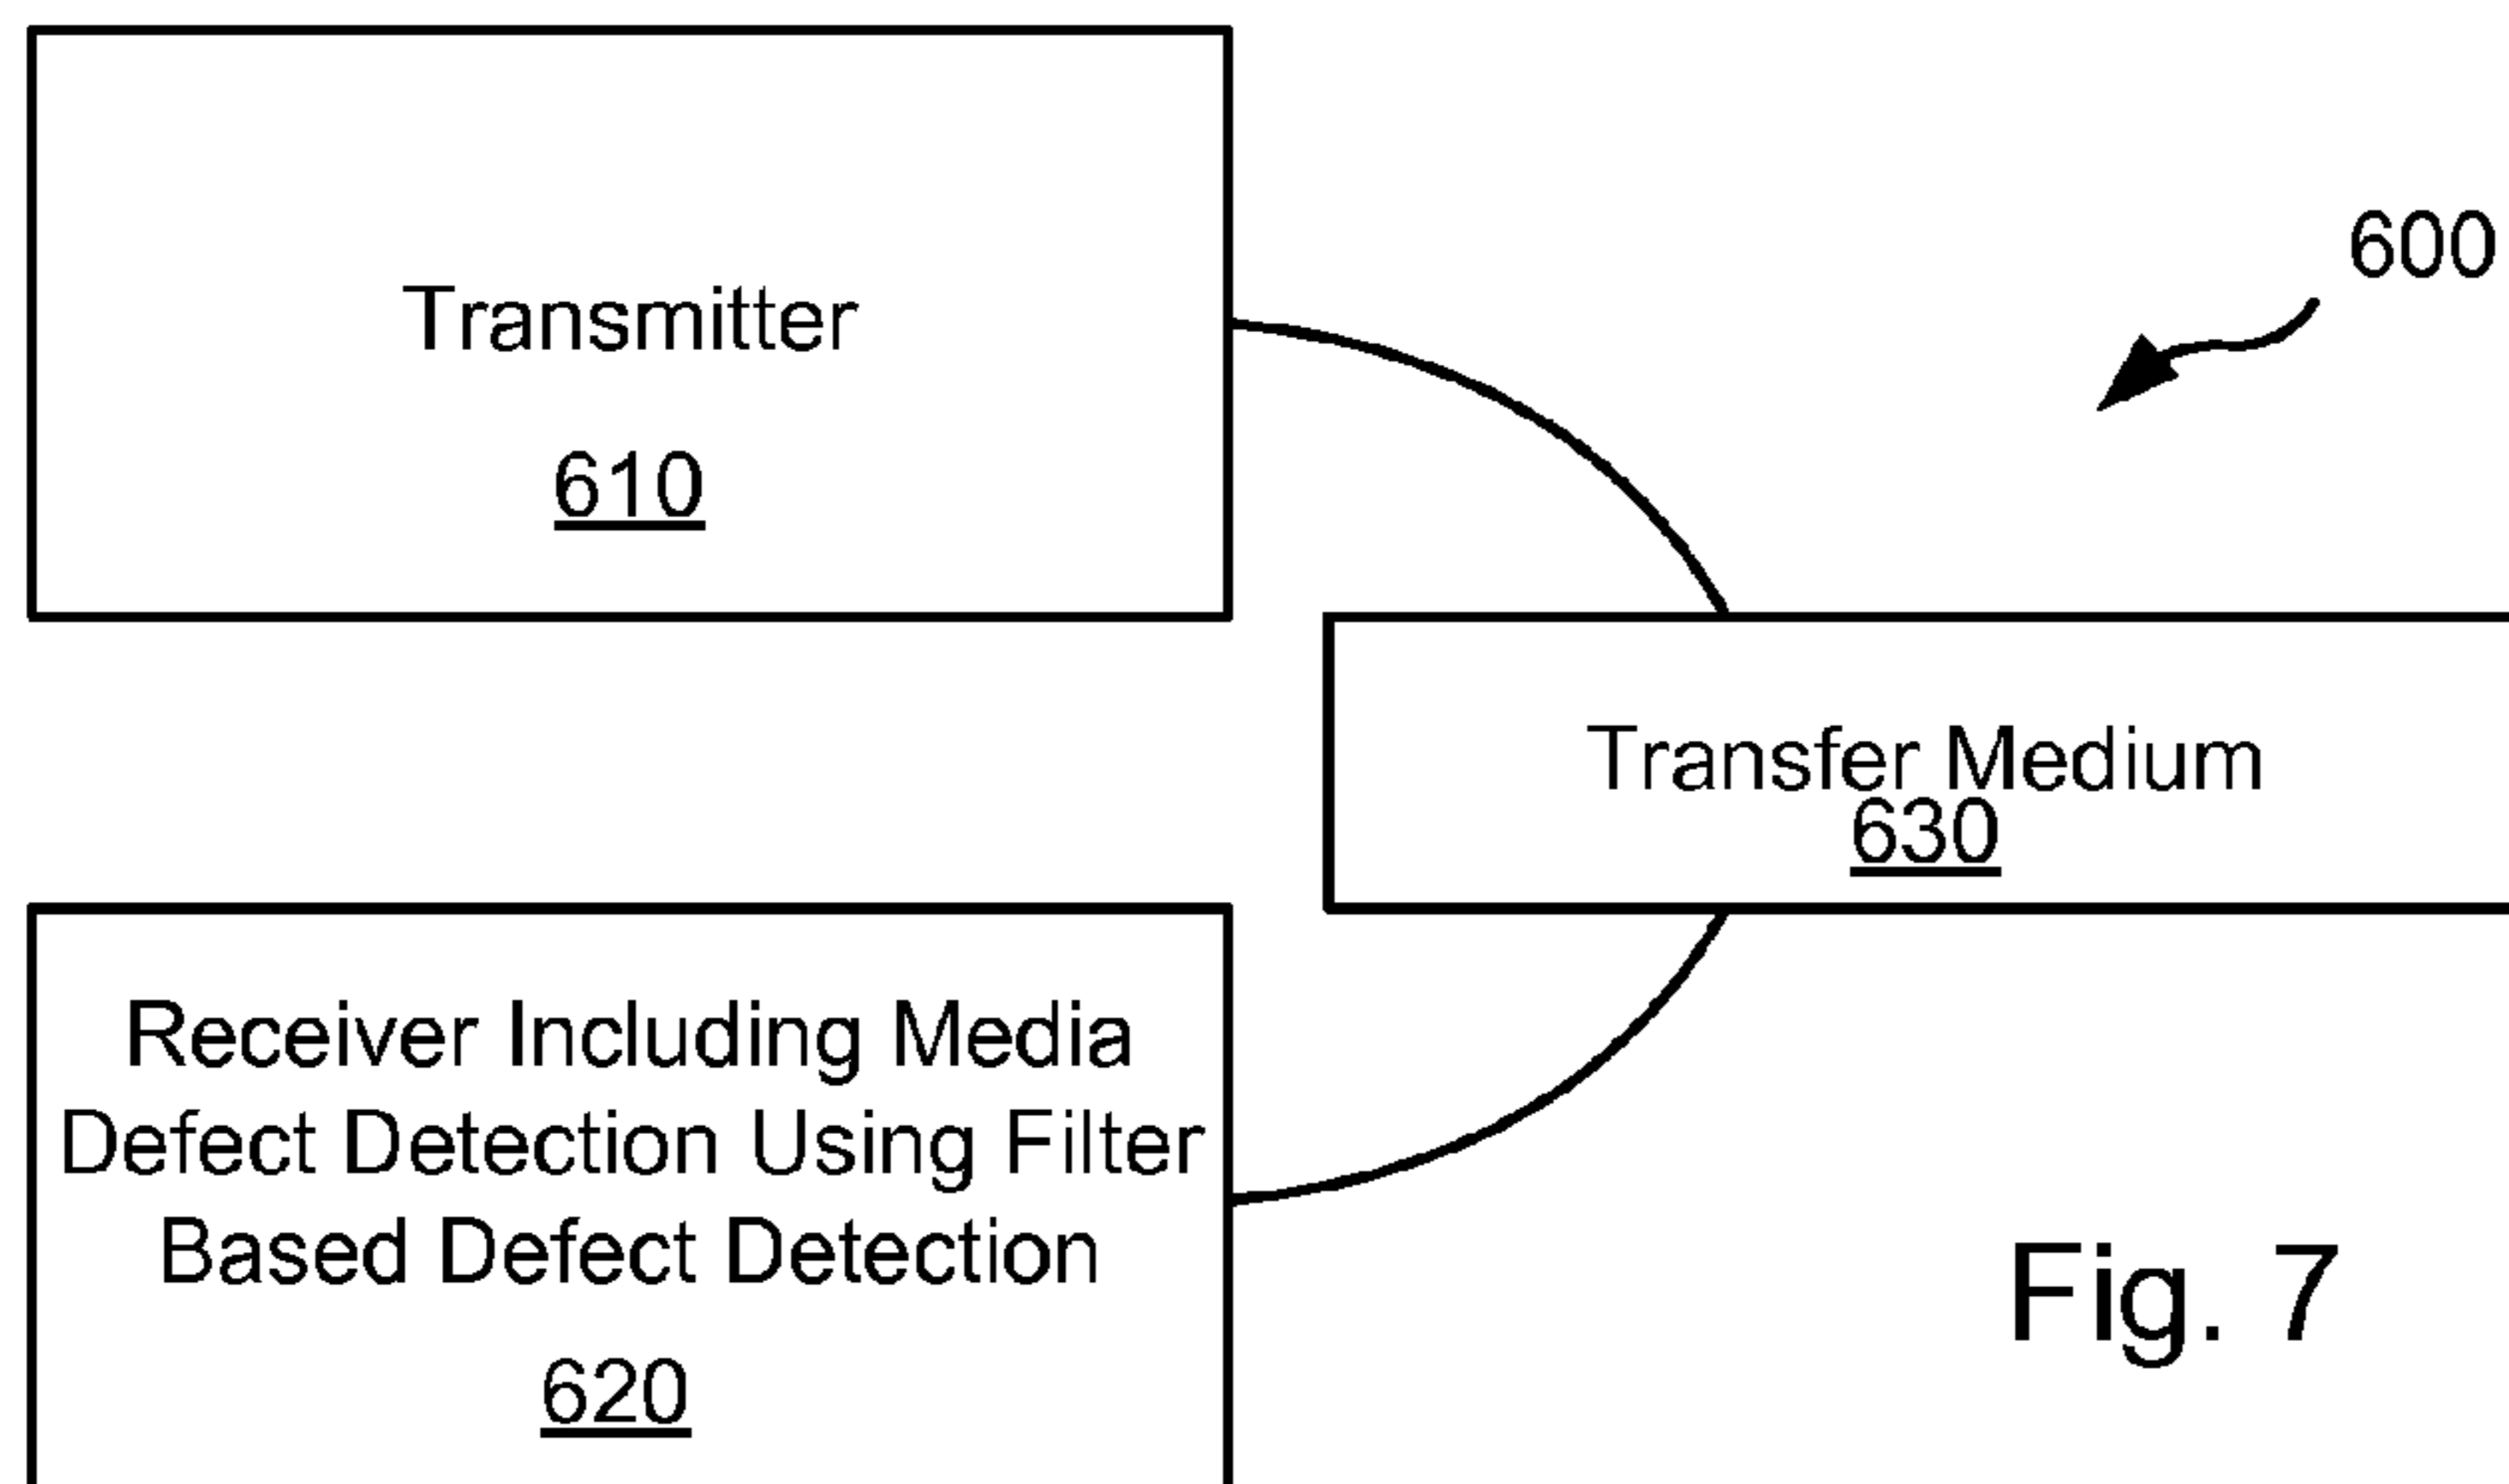 Transmitter
610
600
Transfer Medium
630
Receiver Including Media
Defect Detection Using Filter
Based Defect Detection
620
Fig. 7